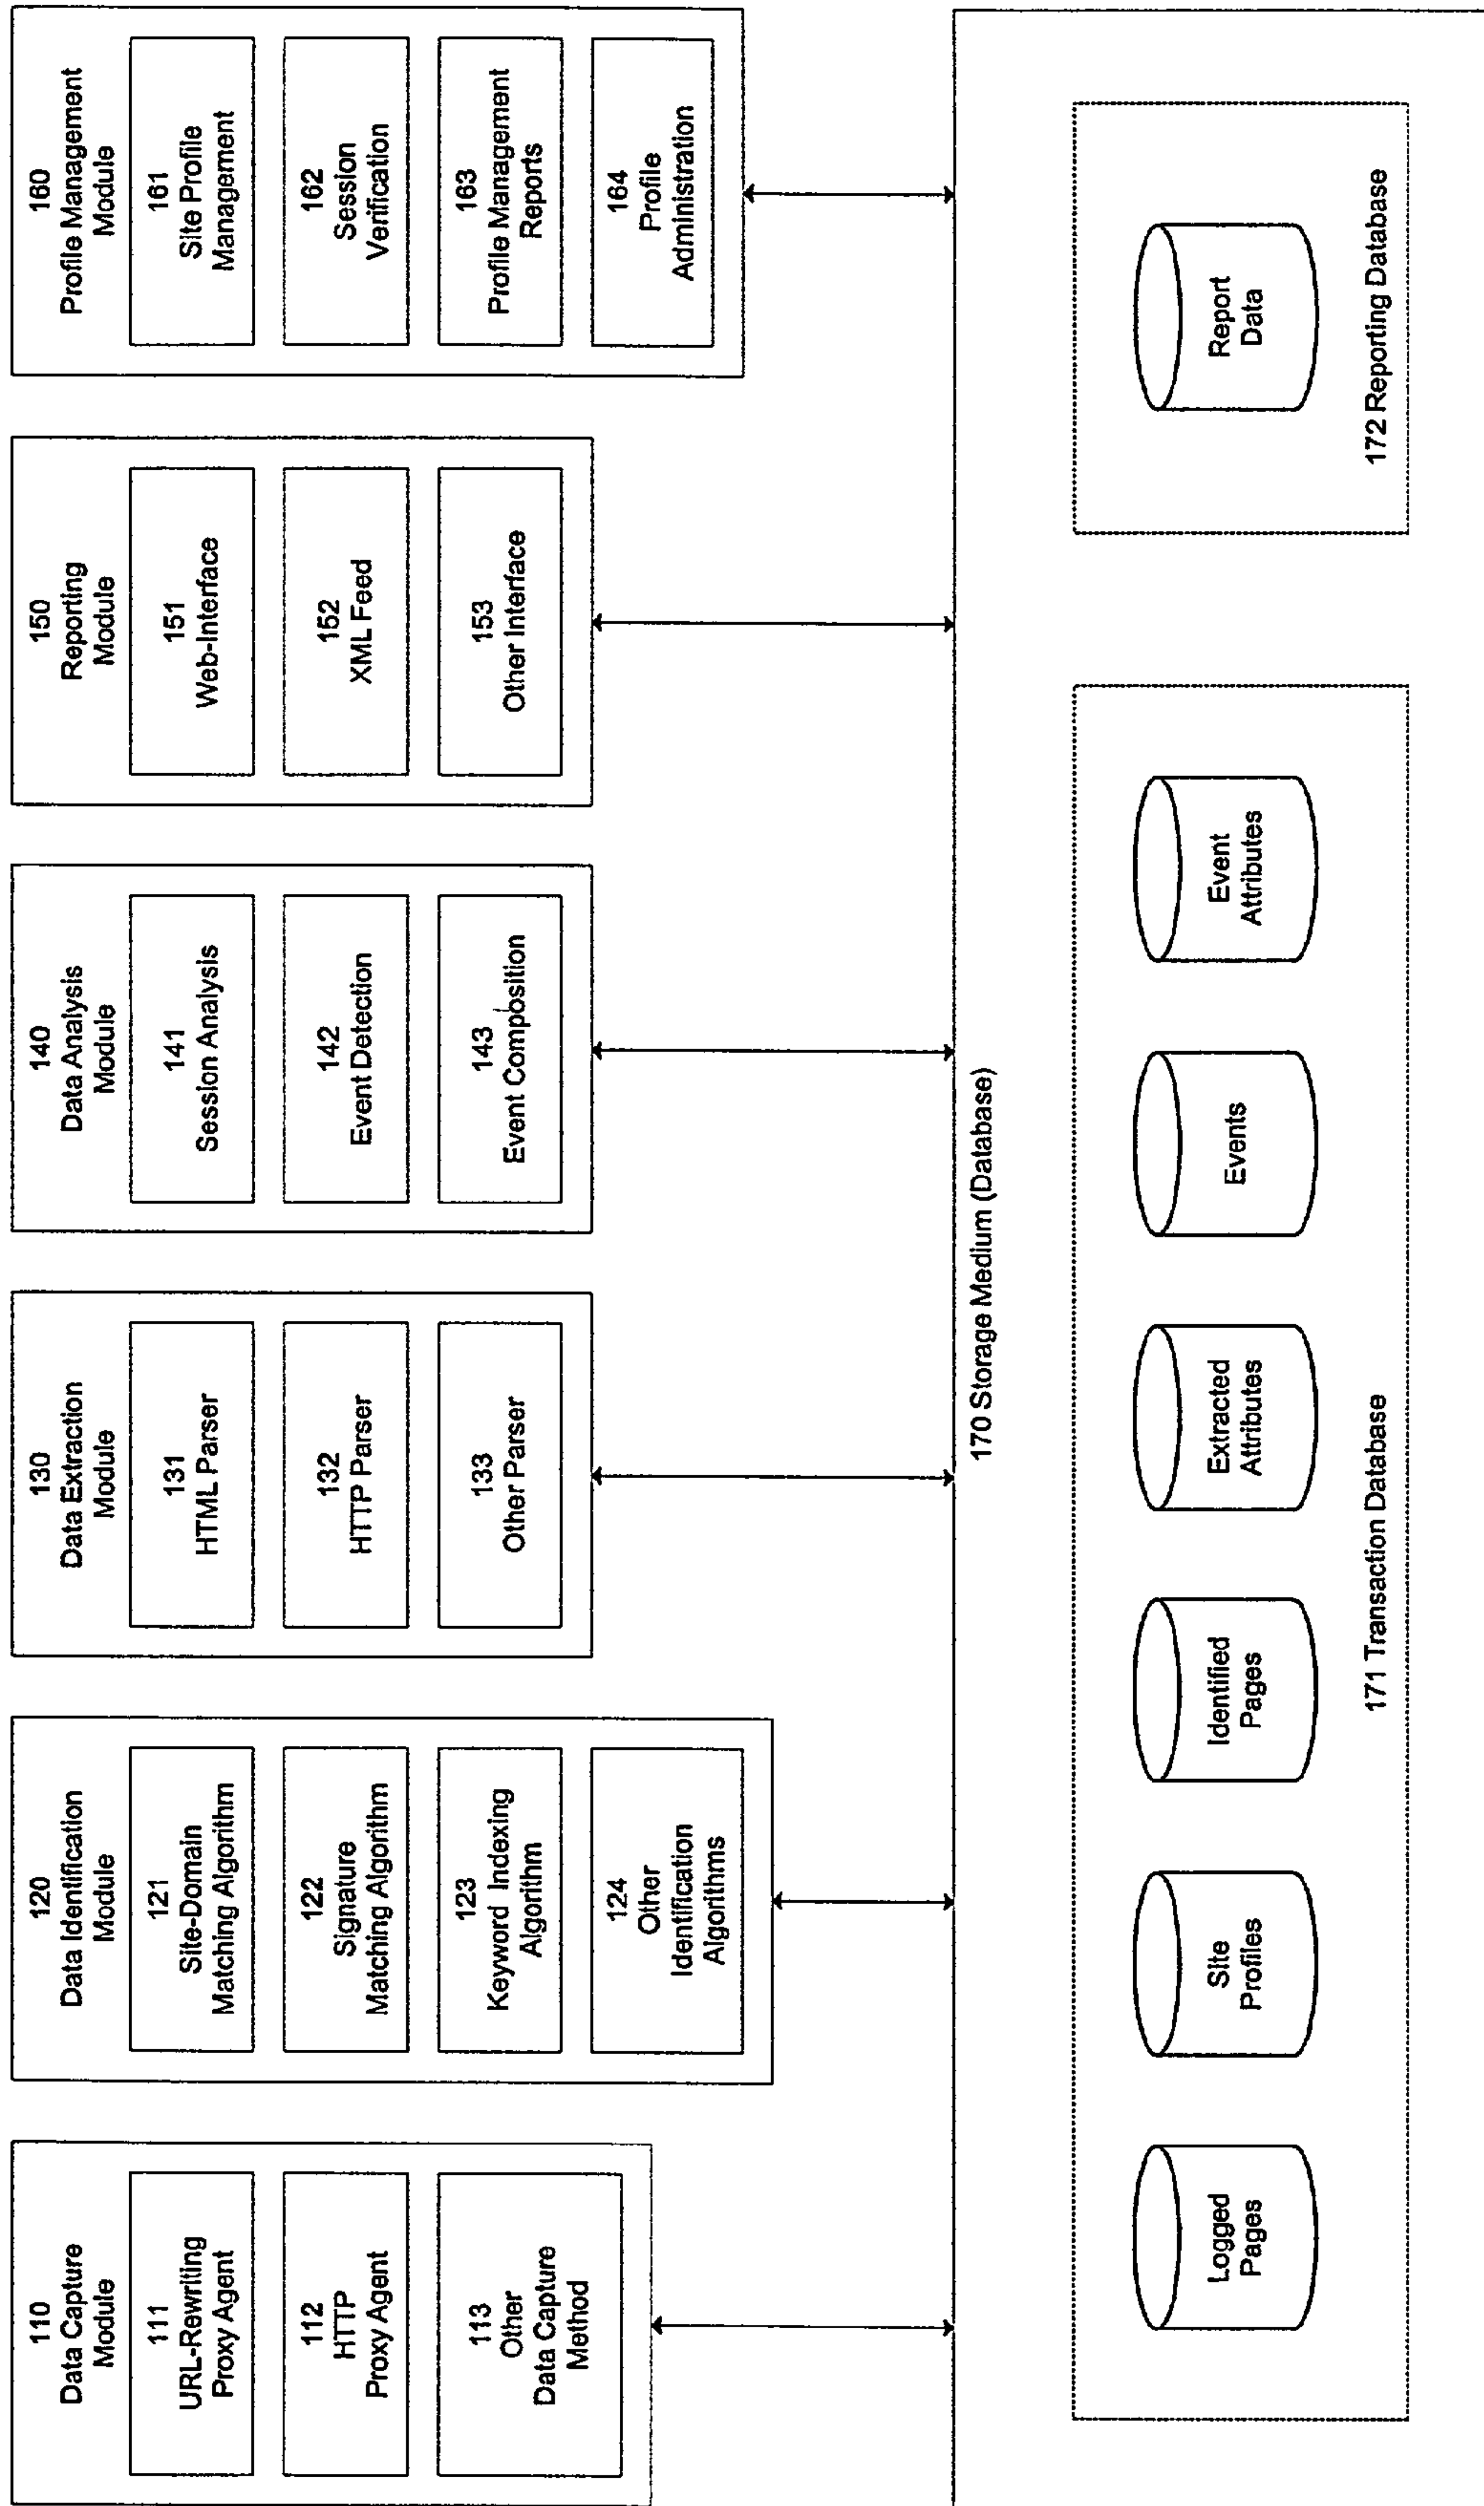 110
Data Capture
Module
111
URL-Rewriting
Proxy Agent
112
HTTP
Proxy Agent
113
Other
Data Capture
Method
120
Data Identification
Module
121
Site-Domain
Matching Algorithm
122
Signature
Matching Algorithm
123
Keyword Indexing
Algorithm
124
Other
Identification
Algorithms
130
Data Extraction
Module
131
HTML Parser
132
HTTP Parser
133
Other Parser
140
Data Analysis
Module
141
Session Analysis
142
Event Detection
143
Event Composition
150
Reporting
Module
151
Web-Interface
152
XML Feed
153
Other Interface
160
Profile Management
Module
161
Site Profile
Management
162
Session
Verification
163
Profile Management
Reports
164
Profile
Administration
170 Storage Medium (Database)
Logged
Pages
Site
Profiles
Identified
Pages
Extracted
Attributes
Events
Event
Attributes
171 Transaction Database
Report
Data
172 Reporting Database